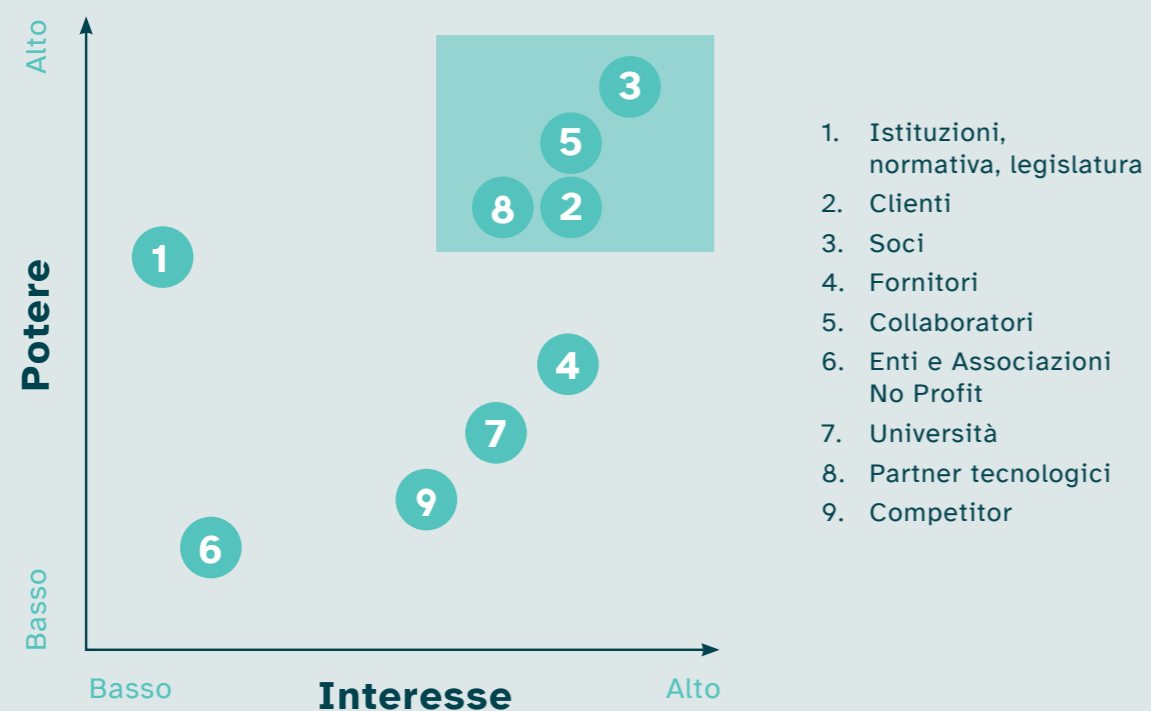 Alto
Potere
Basso
3
5
8
2
1
4
7
9
6
Basso
Interesse
Alto
1. Istituzioni,
normativa, legislatura
2. Clienti
3. Soci
4. Fornitori
5. Collaboratori
6. Enti e Associazioni
No Profit
7. Università
8. Partner tecnologici
9. Competitor